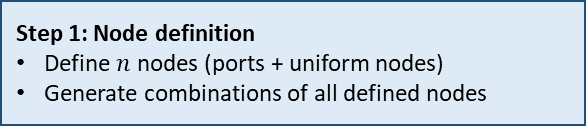 Step 1: Node definition
• Define n nodes (ports + uniform nodes)
• Generate combinations of all defined nodes